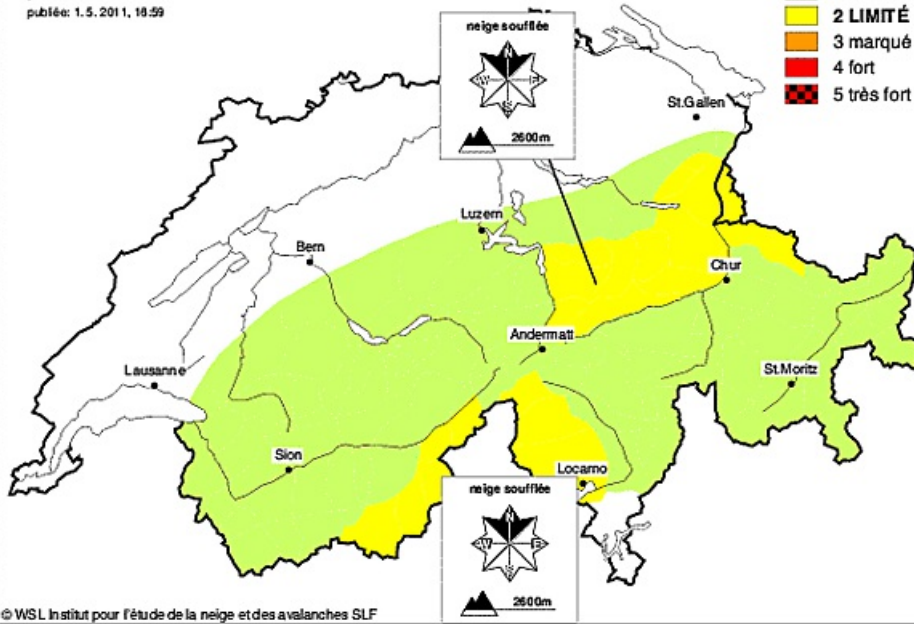 publiée: 1.5.2011, 16:59
2 LIMITÉ
3 marqué
4 fort
5 très fort
neige soufflée
N
W E
S
2600m
St.Gallen
Luzern
Bern
Chur
Andermatt
Lausanne
St.Moritz
Sion
Locarno
neige soufflée
N
W E
S
2600m
© WSL Institut pour l'étude de la neige et des avalanches SLF